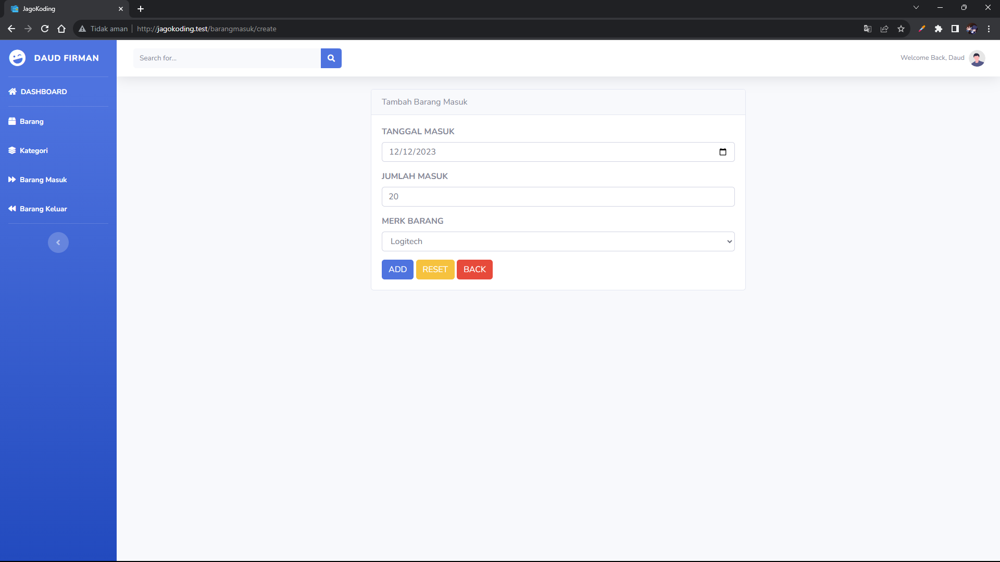 JagoKoding
Tidak aman http://jagokoding.test/barangmasuk/create
DAUD FIRMAN
Search for...
Welcome Back, Daud
DASHBOARD
Barang
Kategori
Barang Masuk
Barang Keluar
Tambah Barang Masuk
TANGGAL MASUK
12/12/2023
JUMLAH MASUK
20
MERK BARANG
Logitech
ADD RESET BACK